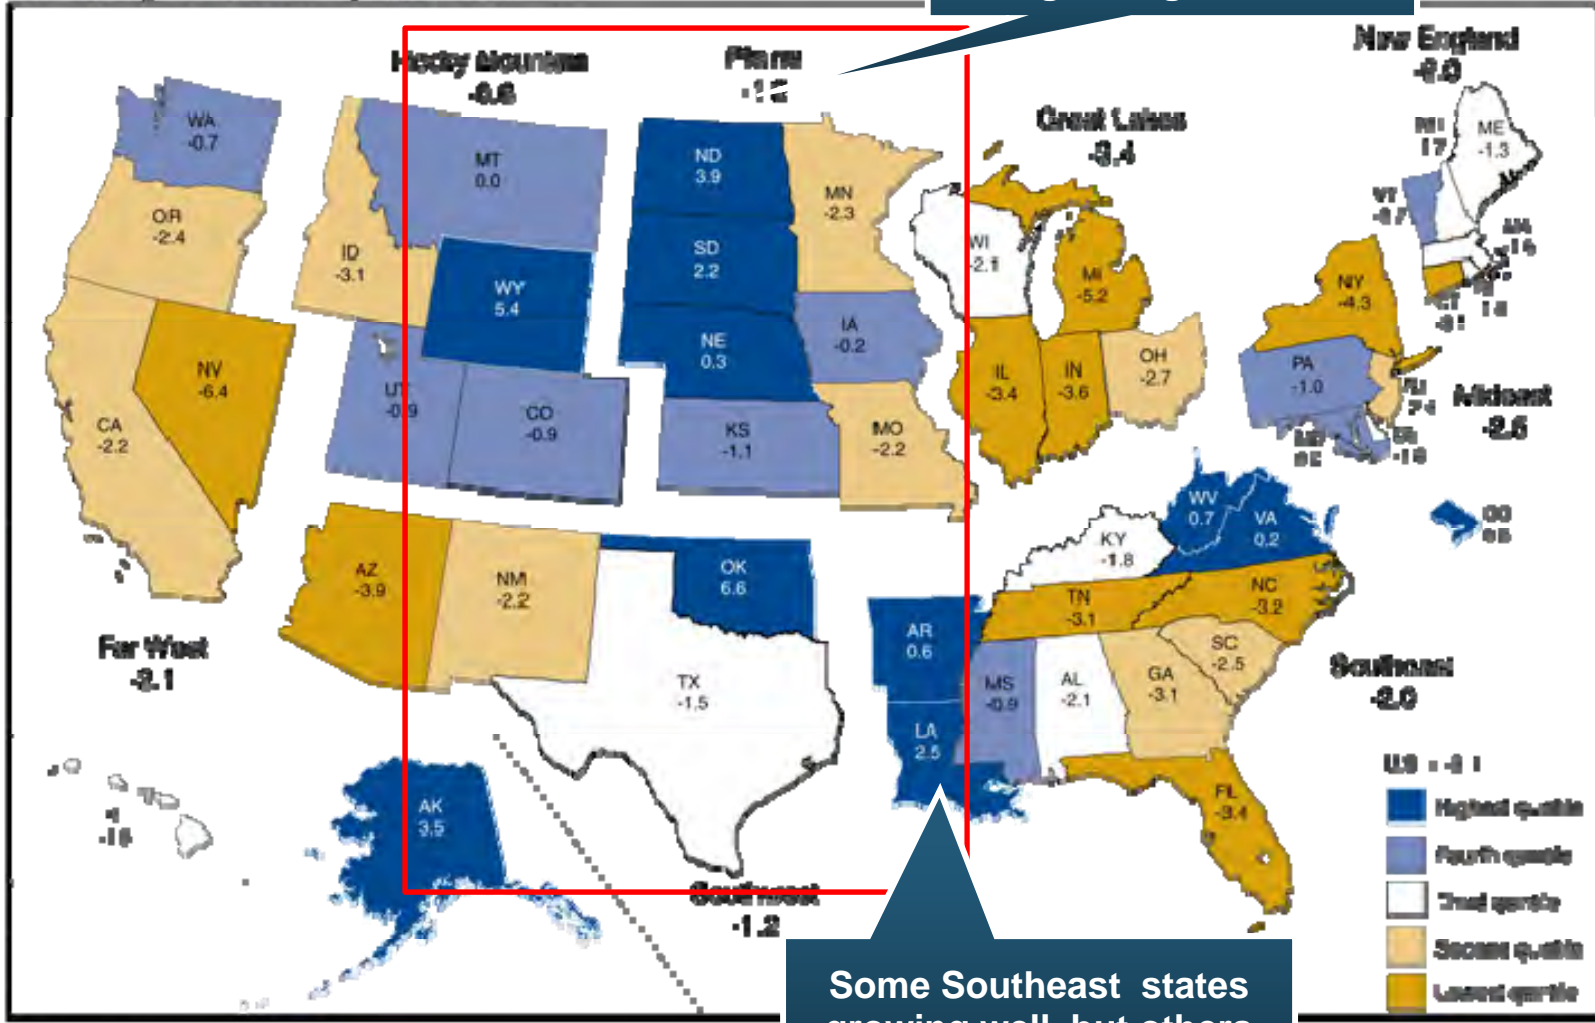 Rocky Mountain
Plains
New England
WA
-0.7
MT
0.0
ND
3.9
MN
-2.3
Great Lakes
-3.4
ME
-1.3
OR
-2.4
ID
-3.1
WY
5.4
SD
2.2
WI
-2.1
MI
-5.2
NY
-4.3
NV
-6.4
UT
-0.9
CO
-0.9
NE
0.3
IA
-0.2
IL
-3.4
IN
-3.6
OH
-2.7
PA
-1.0
Mideast
CA
-2.2
KS
-1.1
MO
-2.2
WV
0.7
VA
0.2
AZ
-3.9
NM
-2.2
OK
6.6
KY
-1.8
TN
-3.1
NC
-3.2
Far West
TX
-1.5
AR
0.6
MS
-0.9
AL
-2.1
GA
-3.1
SC
-2.5
Southeast
-2.0
LA
2.5
AK
3.5
FL
-3.4
Southwest
-1.2
Highest quintile
Fourth quintile
Third quintile
Second quintile
Lowest quintile
Some Southeast states
growing well, but others